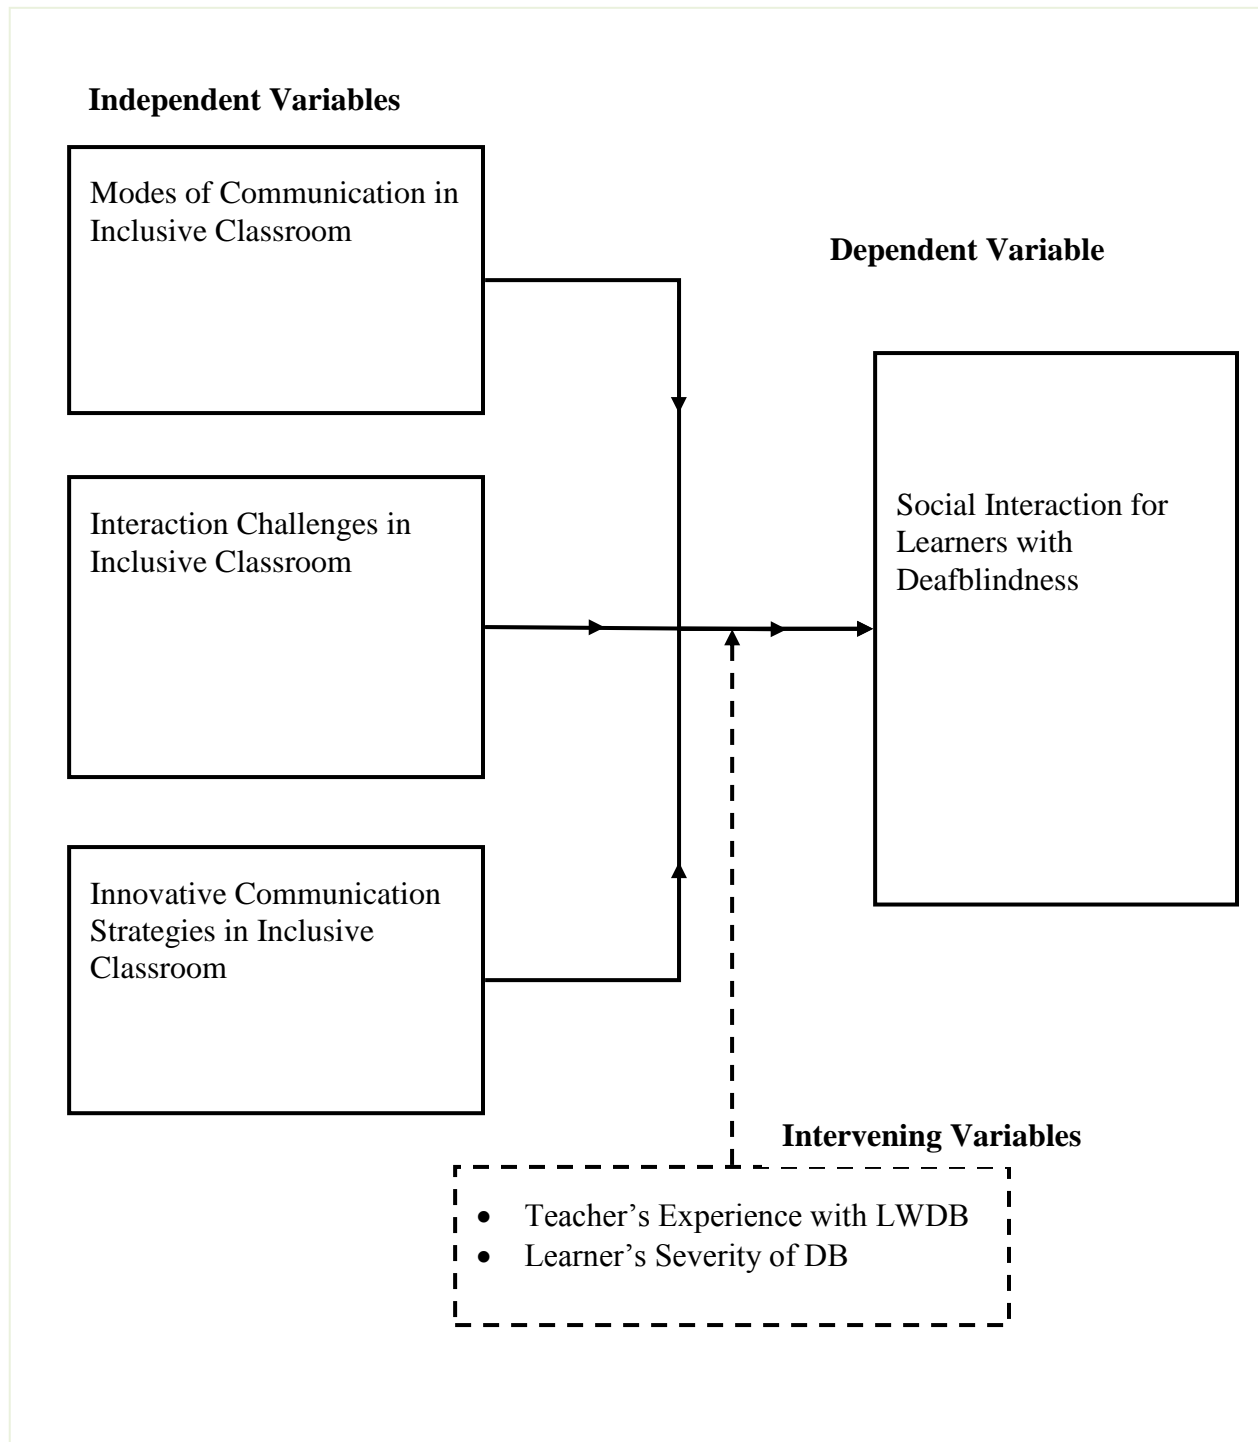 Independent Variables
Modes of Communication in
Inclusive Classroom
Dependent Variable
Interaction Challenges in
Inclusive Classroom
Social Interaction for
Learners with
Deafblindness
Innovative Communication
Strategies in Inclusive
Classroom
Intervening Variables
• Teacher’s Experience with LWDB
• Learner’s Severity of DB